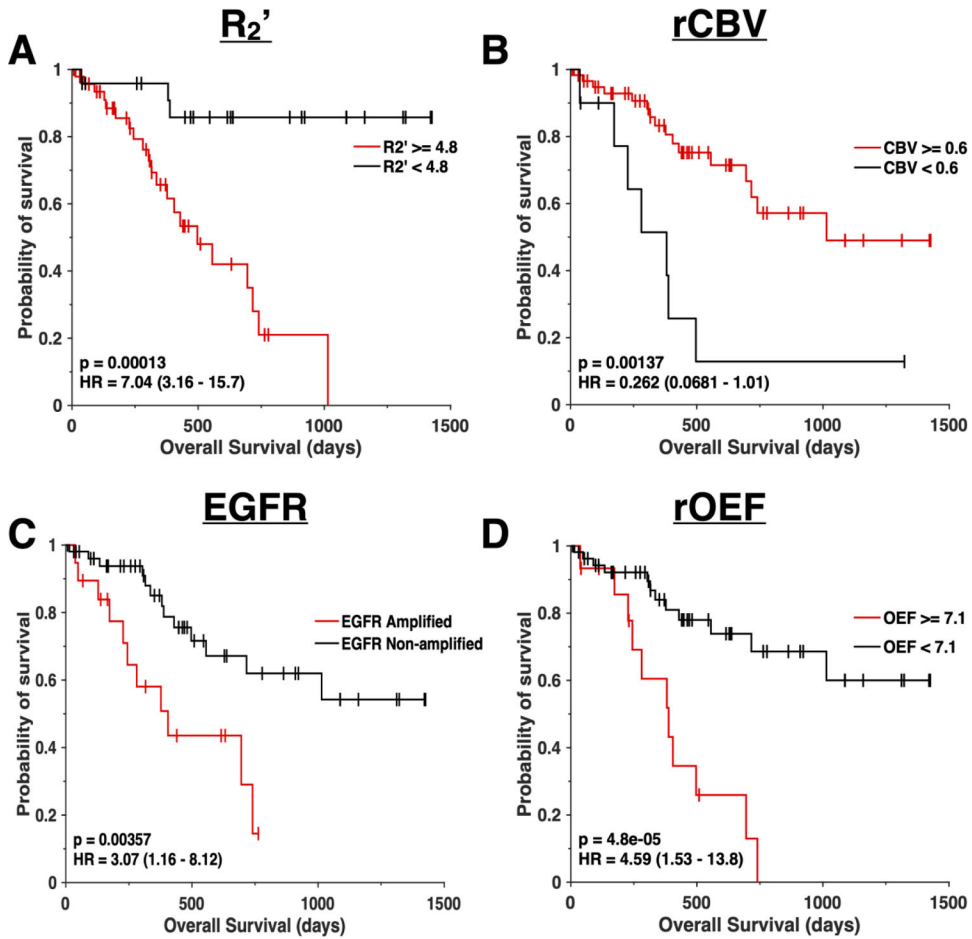 R₂'
A
Probability of survival
1
0.8
0.6
0.4
0.2
0
R2' >= 4.8
R2' < 4.8
p = 0.00013
HR = 7.04 (3.16 - 15.7)
0 500 1000 1500
Overall Survival (days)
rCBV
B
Probability of survival
1
0.8
0.6
0.4
0.2
0
CBV >= 0.6
CBV < 0.6
p = 0.00137
HR = 0.262 (0.0681 - 1.01)
0 500 1000 1500
Overall Survival (days)
EGFR
C
Probability of survival
1
0.8
0.6
0.4
0.2
0
EGFR Amplified
EGFR Non-amplified
p = 0.00357
HR = 3.07 (1.16 - 8.12)
0 500 1000 1500
Overall Survival (days)
rOEF
D
Probability of survival
1
0.8
0.6
0.4
0.2
0
OEF >= 7.1
OEF < 7.1
p = 4.8e-05
HR = 4.59 (1.53 - 13.8)
0 500 1000 1500
Overall Survival (days)